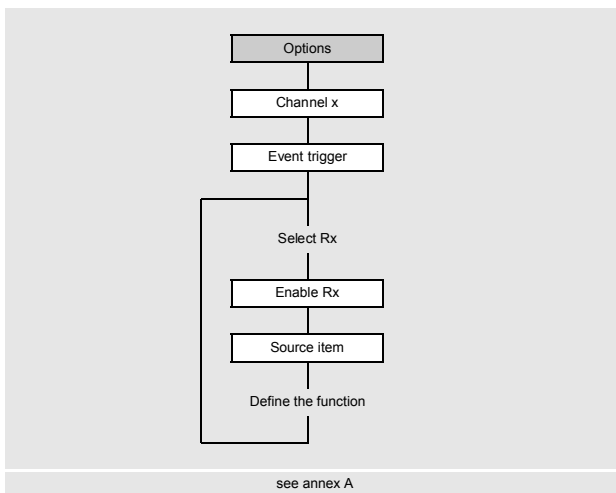 Options
Channel x
Event trigger
Select Rx
Enable Rx
Source item
Define the function
see annex A